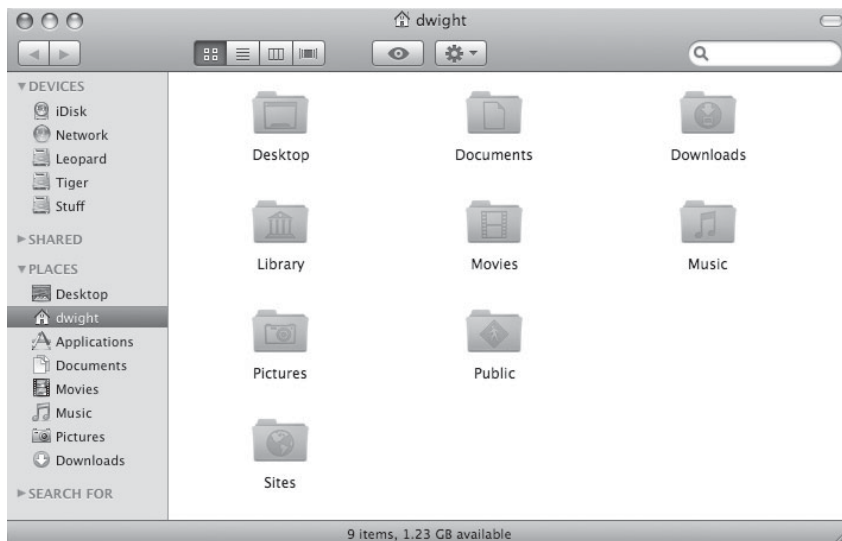 dwight
DEVICES
iDisk
Network
Leopard
Tiger
Stuff
SHARED
PLACES
Desktop
dwight
Applications
Documents
Movies
Music
Pictures
Downloads
SEARCH FOR
Desktop Documents Downloads
Library Movies Music
Pictures Public
Sites
9 items, 1.23 GB available